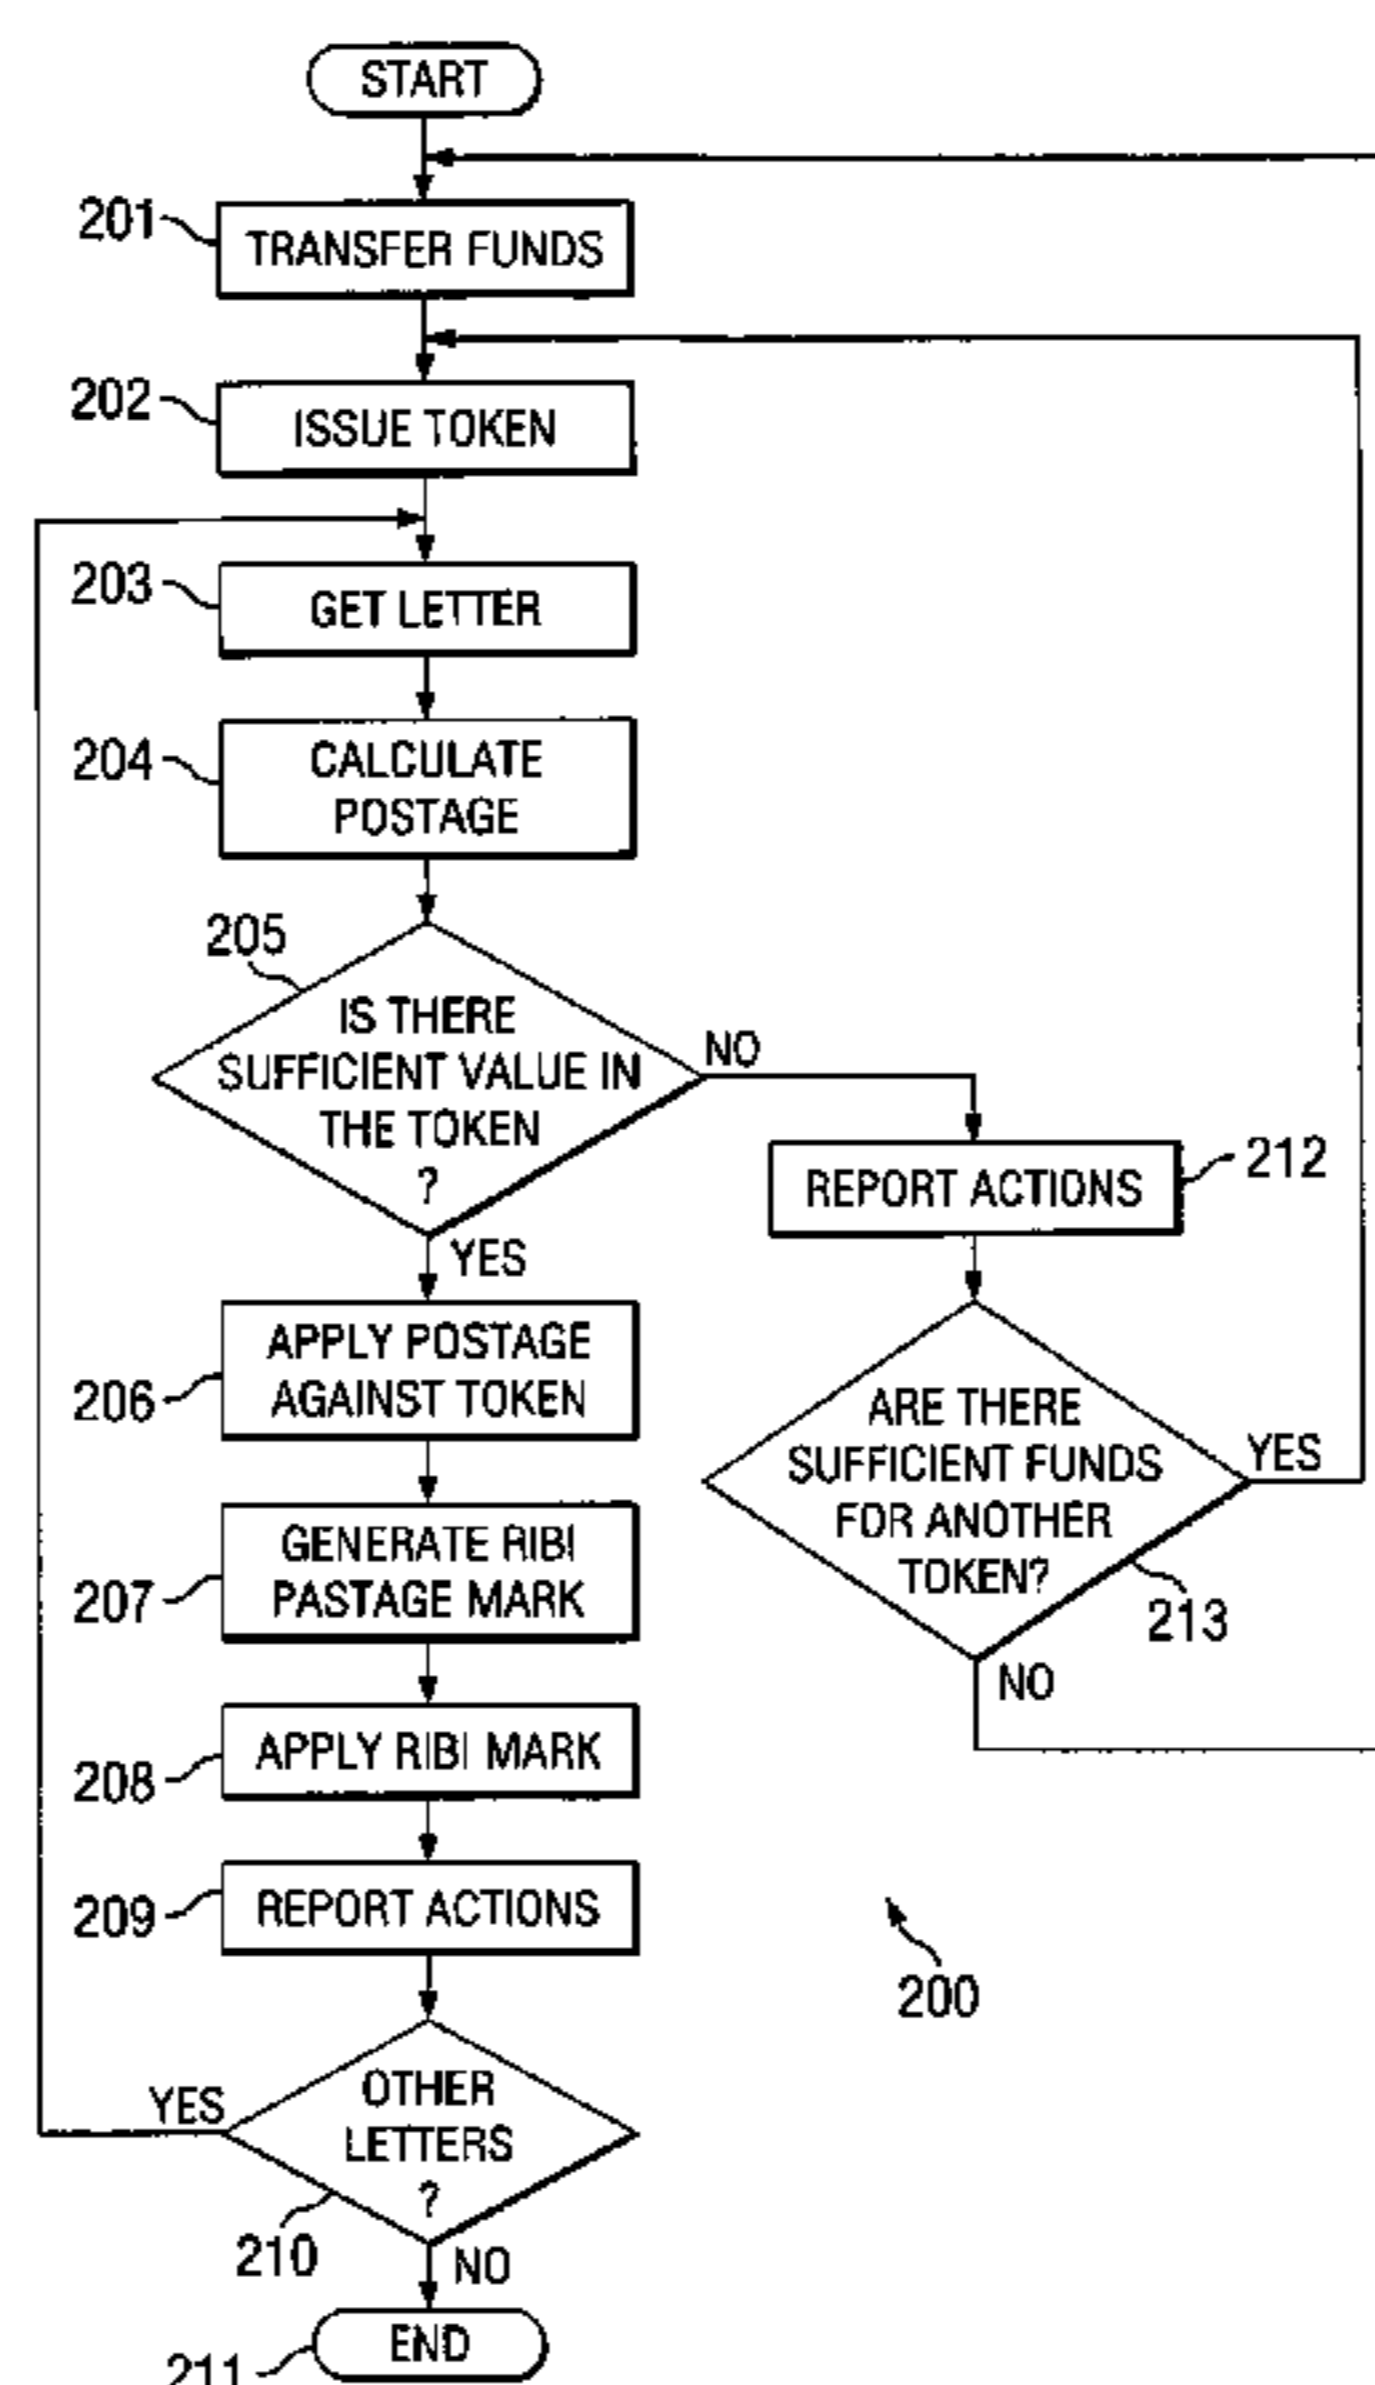 START
201
TRANSFER FUNDS
202
ISSUE TOKEN
203
GET LETTER
204
CALCULATE
POSTAGE
205
IS THERE
SUFFICIENT VALUE IN
THE TOKEN
?
NO
YES
212
REPORT ACTIONS
206
APPLY POSTAGE
AGAINST TOKEN
ARE THERE
SUFFICIENT FUNDS
FOR ANOTHER
TOKEN?
YES
213
NO
207
GENERATE RIBI
PASTAGE MARK
208
APPLY RIBI MARK
209
REPORT ACTIONS
200
OTHER
LETTERS
?
YES
210
NO
END
211